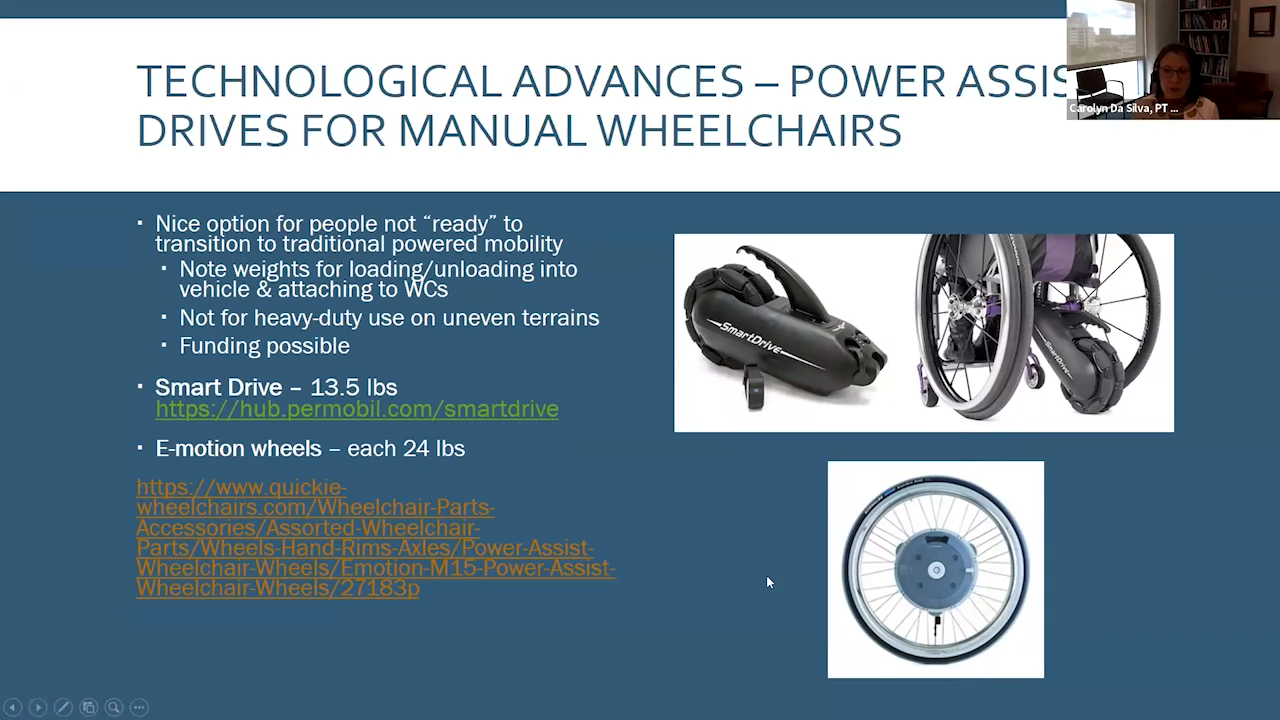 TECHNOLOGICAL ADVANCES – POWER ASSIS
DRIVES FOR MANUAL WHEELCHAIRS
Carolyn Da Silva, PT ...
Nice option for people not “ready” to
transition to traditional powered mobility
Note weights for loading/unloading into
vehicle & attaching to WCs
Not for heavy-duty use on uneven terrains
Funding possible
Smart Drive – 13.5 lbs
https://hub.permobil.com/smartdrive
E-motion wheels – each 24 lbs
https://www.quickie-
wheelchairs.com/Wheelchair-Parts-
Accessories/Assorted-Wheelchair-
Parts/Wheels-Hand-Rims-Axles/Power-Assist-
Wheelchair-Wheels/Emotion-M15-Power-Assist-
Wheelchair-Wheels/27183p
SmartDrive
SmartDrive